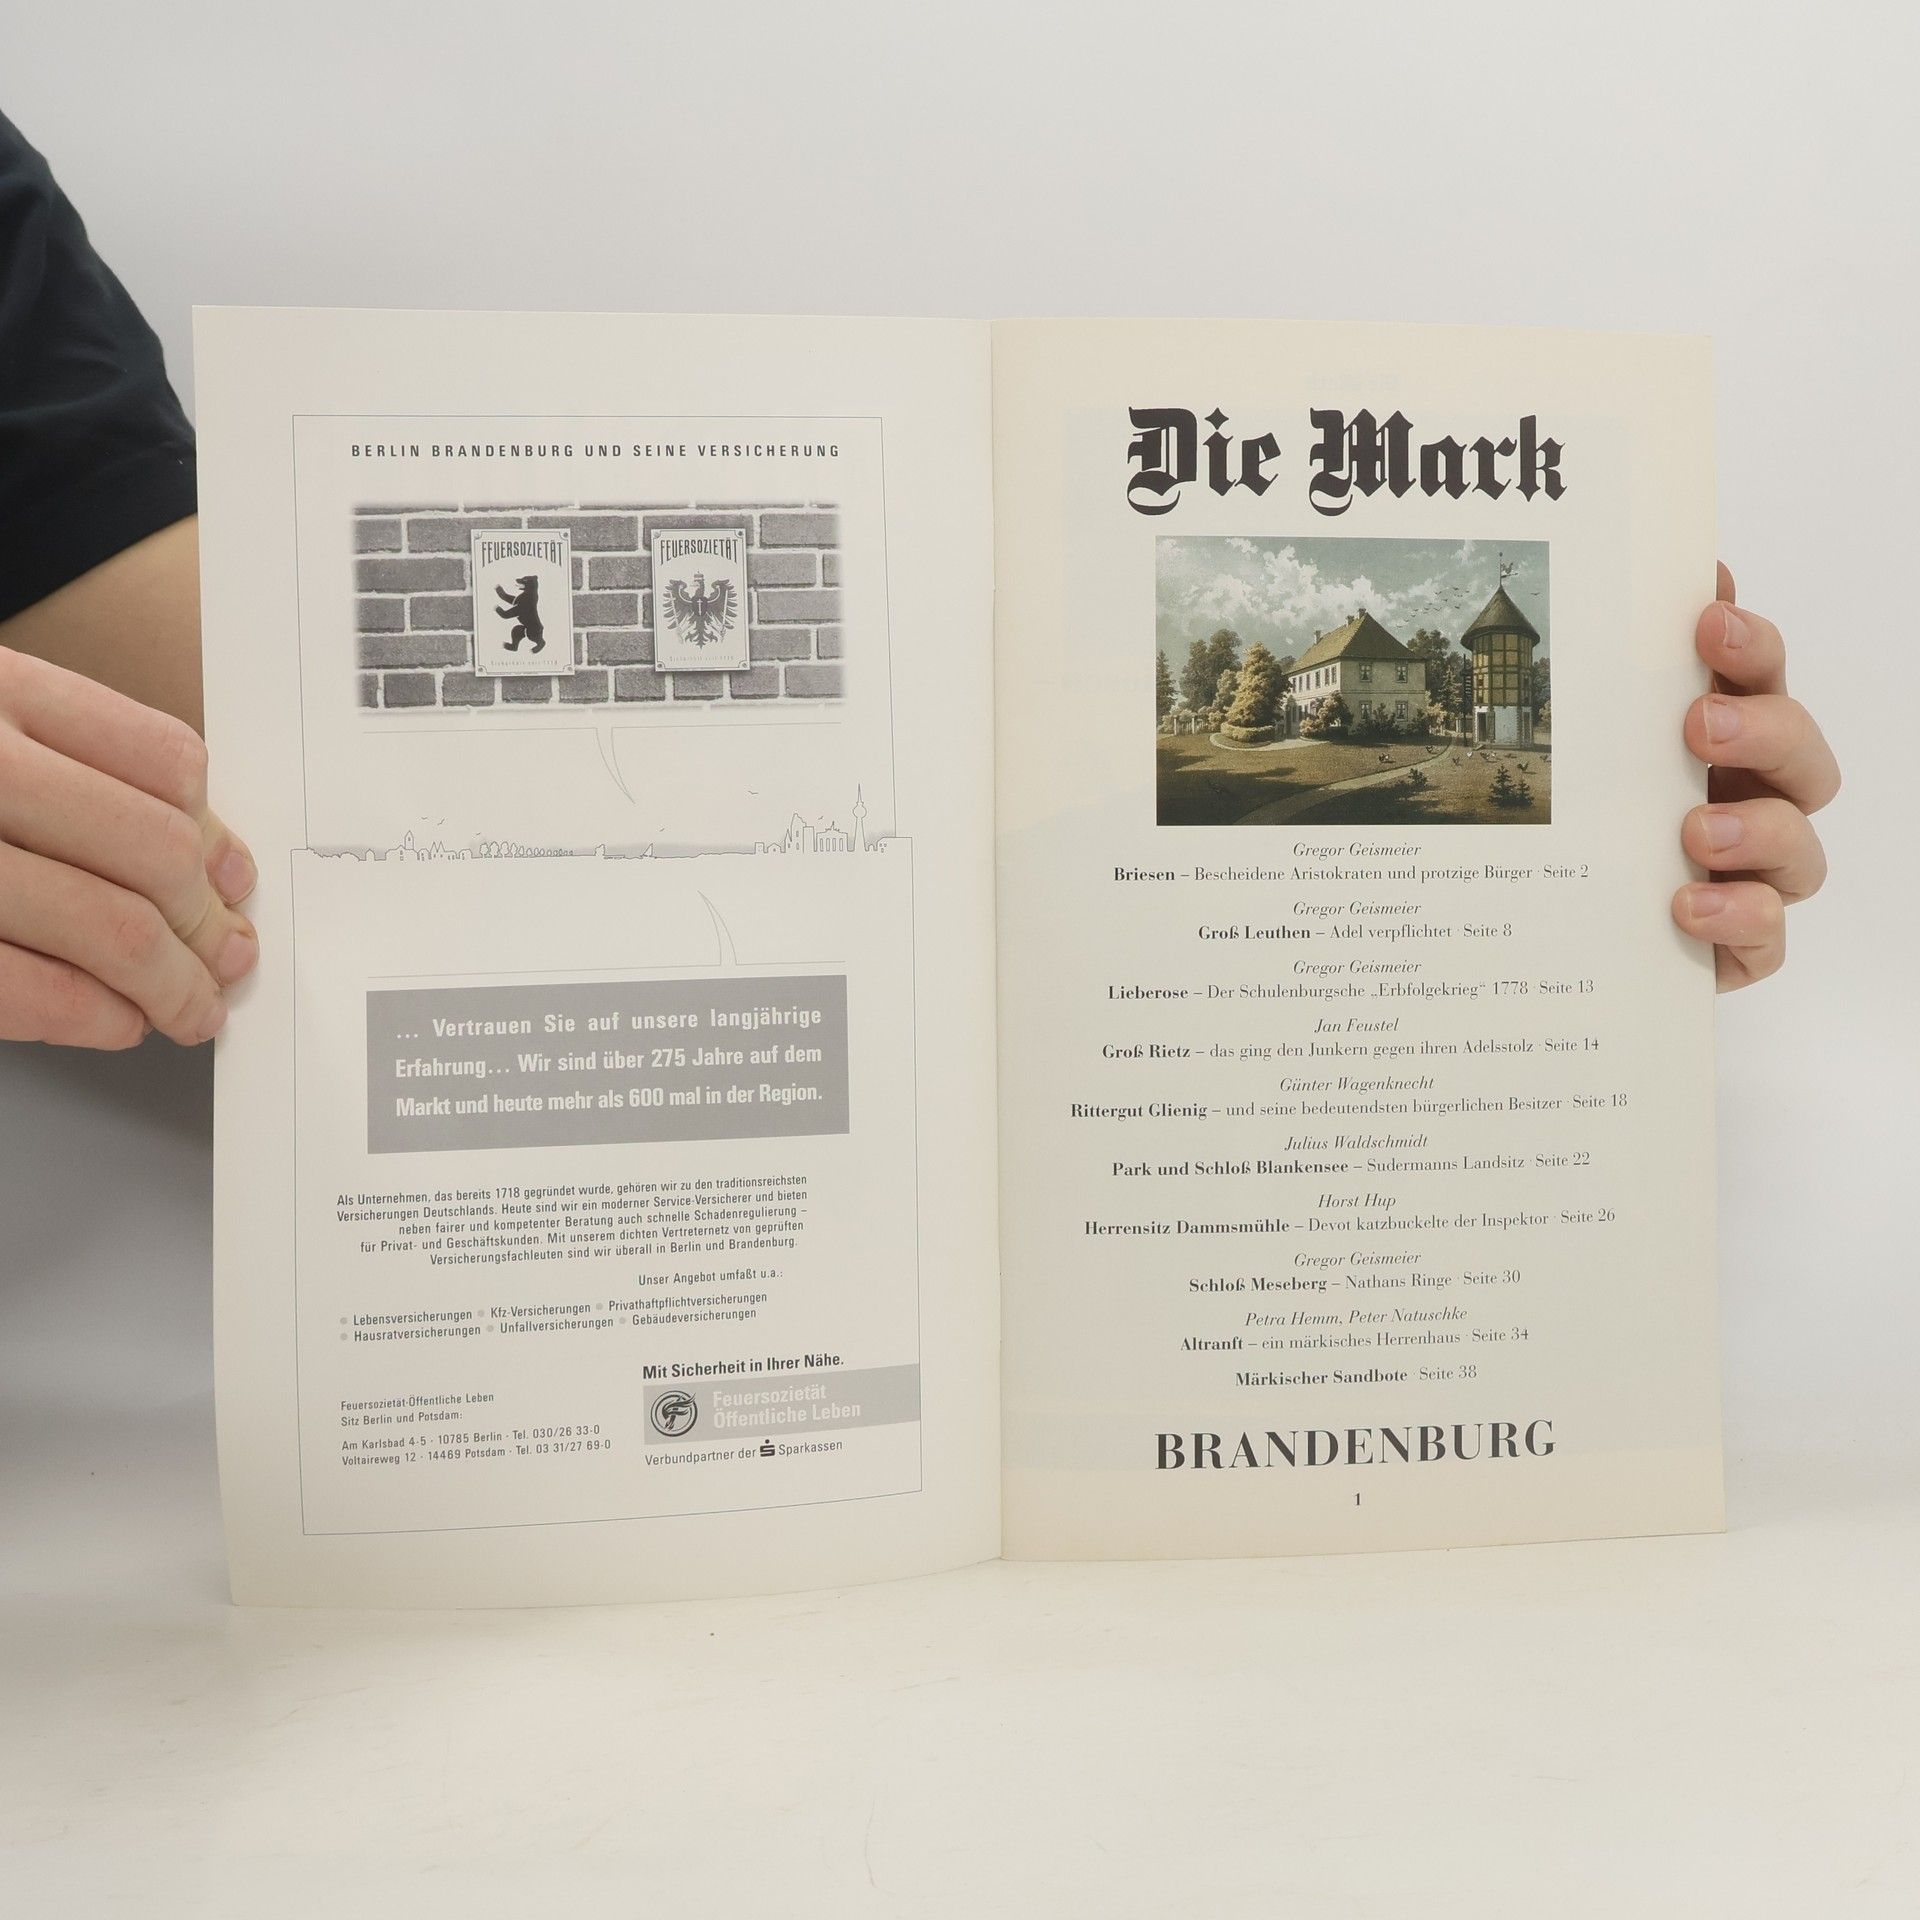 BERLIN BRANDENBURG UND SEINE VERSICHERUNG
FEUERSOZIETÄT
FEUERSOZIETÄT
Sicherheit seit 1718
Sicherheit seit 1718
... Vertrauen Sie auf unsere langjährige
Erfahrung... Wir sind über 275 Jahre auf dem
Markt und heute mehr als 600 mal in der Region.
Als Unternehmen, das bereits 1718 gegründet wurde, gehören wir zu den traditionsreichsten
Versicherungen Deutschlands. Heute sind wir ein moderner Service-Versicherer und bieten
neben fairer und kompetenter Beratung auch schnelle Schadenregulierung –
für Privat- und Geschäftskunden. Mit unserem dichten Vertreternetz von geprüften
Versicherungsfachleuten sind wir überall in Berlin und Brandenburg.
Unser Angebot umfaßt u.a.:
• Lebensversicherungen • Kfz-Versicherungen • Privathaftpflichtversicherungen
• Hausratversicherungen • Unfallversicherungen • Gebäudeversicherungen
Mit Sicherheit in Ihrer Nähe.
Feuersozietät
Öffentliche Leben
Verbundpartner der Sparkassen
Feuersozietät-Öffentliche Leben
Sitz Berlin und Potsdam:
Am Karlsbad 4-5 · 10785 Berlin · Tel. 030/26 33-0
Voltaireweg 12 · 14469 Potsdam · Tel. 03 31/27 69-0
Die Mark
Gregor Geismeier
Briesen – Bescheidene Aristokraten und protzige Bürger · Seite 2
Gregor Geismeier
Groß Leuthen – Adel verpflichtet · Seite 8
Gregor Geismeier
Lieberose – Der Schulenburgsche „Erbfolgekrieg“ 1778 · Seite 13
Jan Feustel
Groß Rietz – das ging den Junkern gegen ihren Adelsstolz · Seite 14
Günter Wagenknecht
Rittergut Glienig – und seine bedeutendsten bürgerlichen Besitzer · Seite 18
Julius Waldschmidt
Park und Schloß Blankensee – Sudermanns Landsitz · Seite 22
Horst Hup
Herrensitz Dammsmühle – Devot katzbuckelte der Inspektor · Seite 26
Gregor Geismeier
Schloß Meseberg – Nathans Ringe · Seite 30
Petra Hemm, Peter Natuschke
Altranft – ein märkisches Herrenhaus · Seite 34
Märkischer Sandbote · Seite 38
BRANDENBURG
1